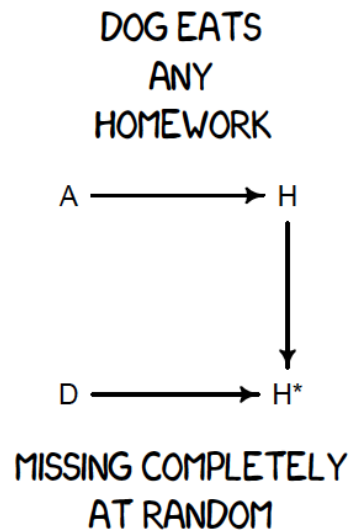 DOG EATS
ANY
HOMEWORK
A H
D H*
MISSING COMPLETELY
AT RANDOM